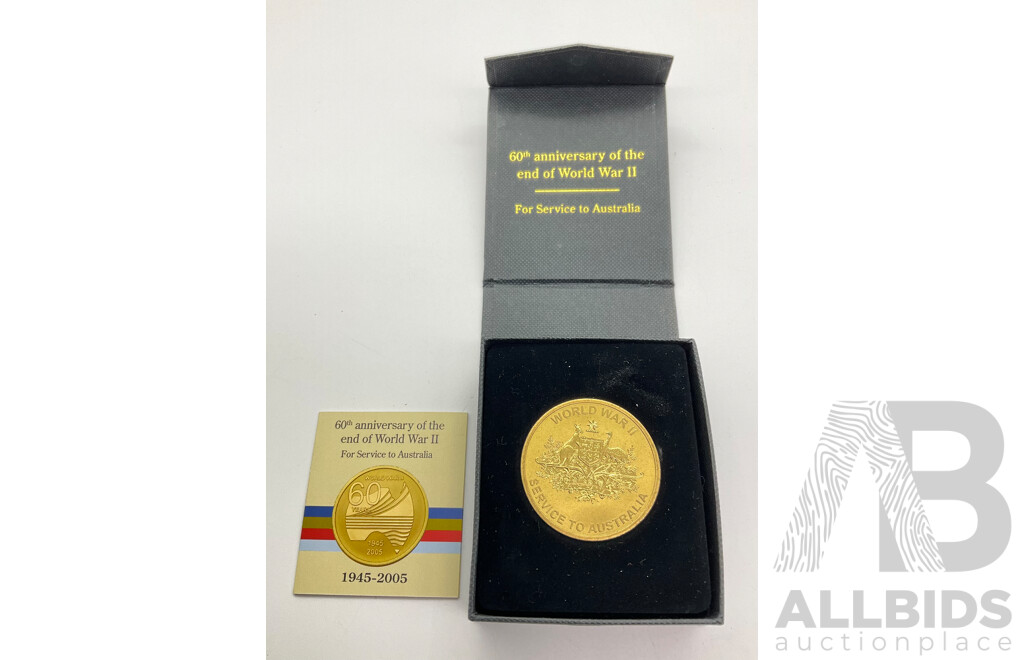 60th anniversary of the
end of World War II
For Service to Australia
WORLD WAR II
SERVICE TO AUSTRALIA
60th anniversary of the
end of World War II
For Service to Australia
60
YEARS
1945
2005
1945-2005
AB
ALLBIDS
auctionplace